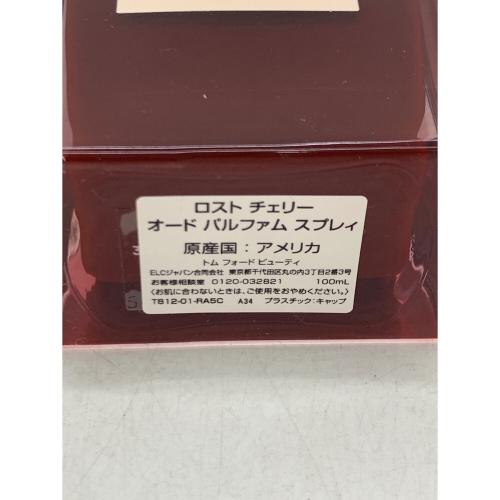 ロスト チェリー
オード パルファム スプレィ
原産国：アメリカ
トム フォード ビューティ
ELCジャパン合同会社 東京都千代田区丸の内3丁目2番3号
お客様相談室 0120-032821 100mL
〈お肌に合わないときは、ご使用をおやめください。〉
T812-01-RA5C A34 プラスチック:キャップ